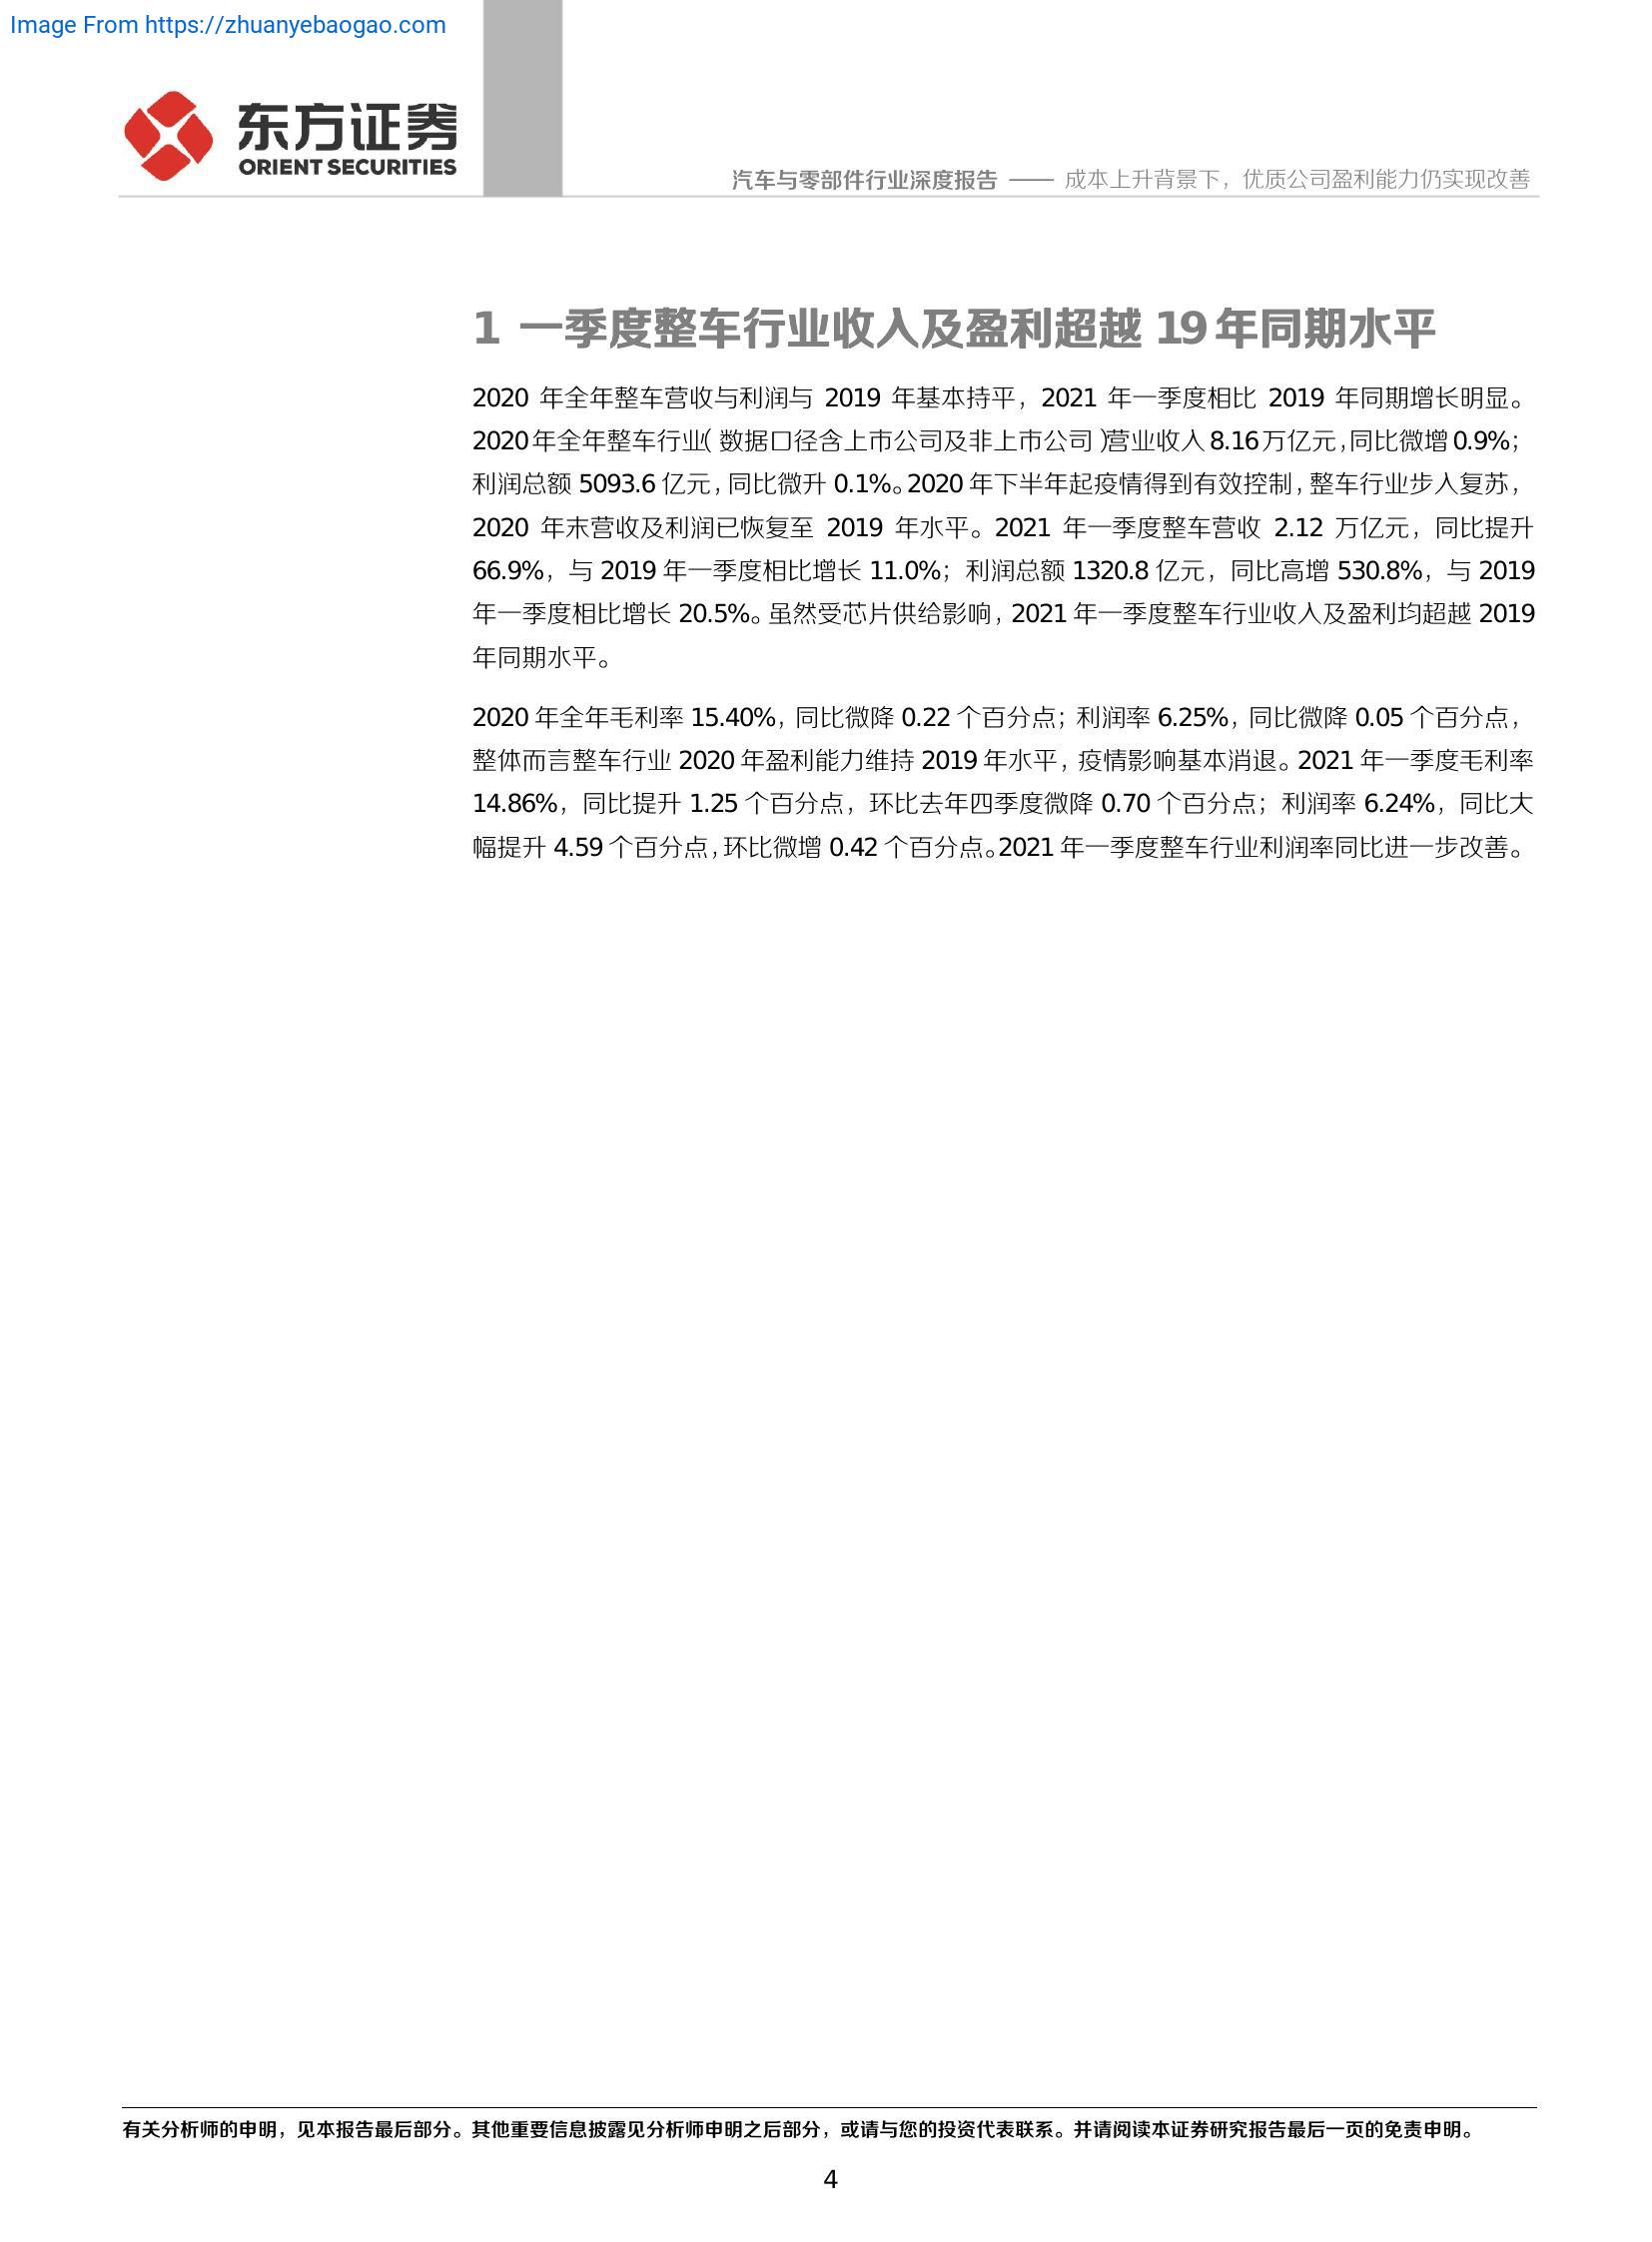 Image From https://zhuanyebaogao.com
东方证券
ORIENT SECURITIES
汽车与零部件行业深度报告 —— 成本上升背景下，优质公司盈利能力仍实现改善
1 一季度整车行业收入及盈利超越 19 年同期水平
2020 年全年整车营收与利润与 2019 年基本持平，2021 年一季度相比 2019 年同期增长明显。
2020 年全年整车行业（数据口径含上市公司及非上市公司）营业收入 8.16 万亿元，同比微增 0.9%；
利润总额 5093.6 亿元，同比微升 0.1%。2020 年下半年起疫情得到有效控制，整车行业步入复苏，
2020 年末营收及利润已恢复至 2019 年水平。2021 年一季度整车营收 2.12 万亿元，同比提升
66.9%，与 2019 年一季度相比增长 11.0%；利润总额 1320.8 亿元，同比高增 530.8%，与 2019
年一季度相比增长 20.5%。虽然受芯片供给影响，2021 年一季度整车行业收入及盈利均超越 2019
年同期水平。
2020 年全年毛利率 15.40%，同比微降 0.22 个百分点；利润率 6.25%，同比微降 0.05 个百分点，
整体而言整车行业 2020 年盈利能力维持 2019 年水平，疫情影响基本消退。2021 年一季度毛利率
14.86%，同比提升 1.25 个百分点，环比去年四季度微降 0.70 个百分点；利润率 6.24%，同比大
幅提升 4.59 个百分点，环比微增 0.42 个百分点。2021 年一季度整车行业利润率同比进一步改善。
有关分析师的申明，见本报告最后部分。其他重要信息披露见分析师申明之后部分，或请与您的投资代表联系。并请阅读本证券研究报告最后一页的免责申明。
4